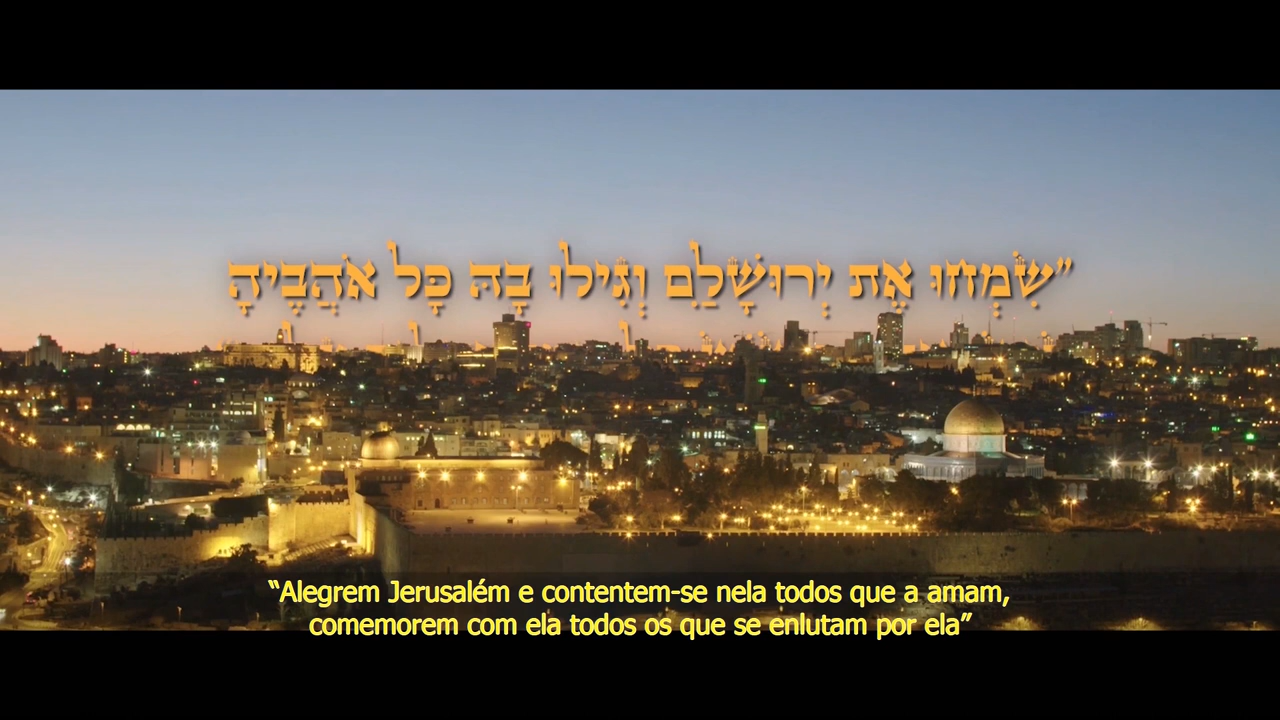 ”שִׂמְחוּ אֶת יְרוּשָׁלַםִ וְגִילוּ בָהּ כָּל אֹהֲבֶיהָ
“Alegrem Jerusalém e contentem-se nela todos que a amam,
comemorem com ela todos os que se enlutam por ela”